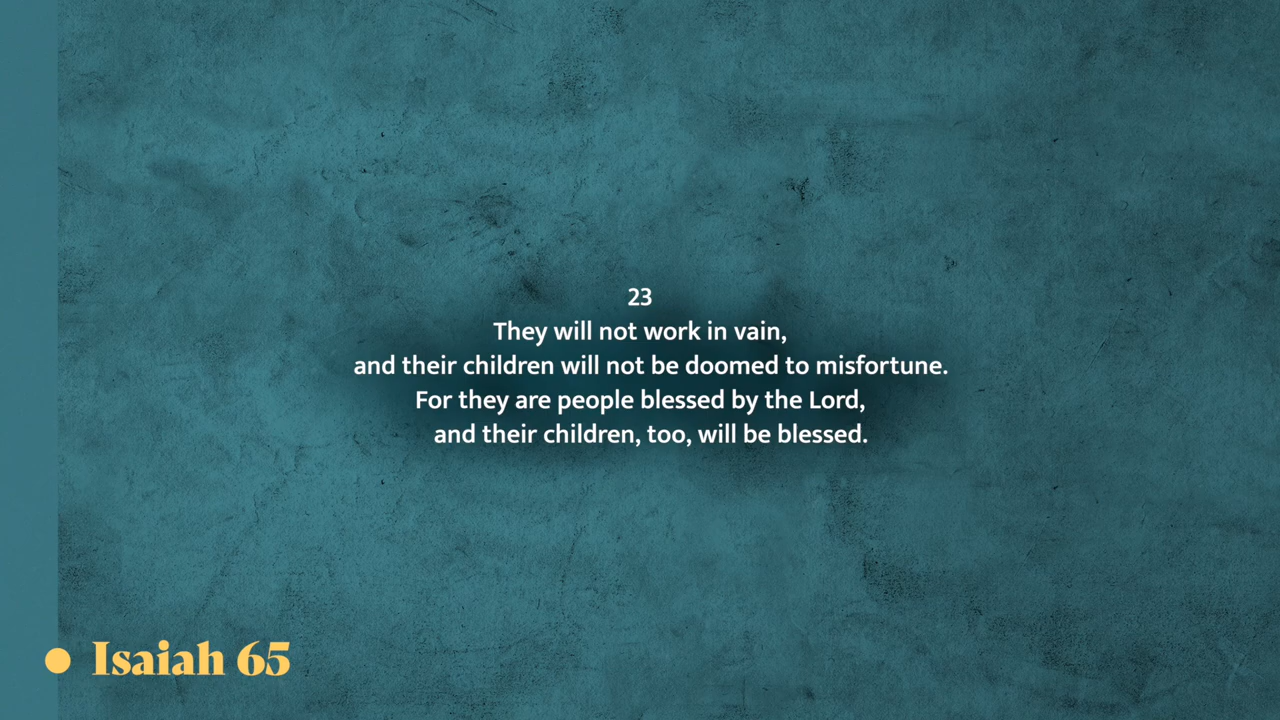 23
They will not work in vain,
and their children will not be doomed to misfortune.
For they are people blessed by the Lord,
and their children, too, will be blessed.
Isaiah 65